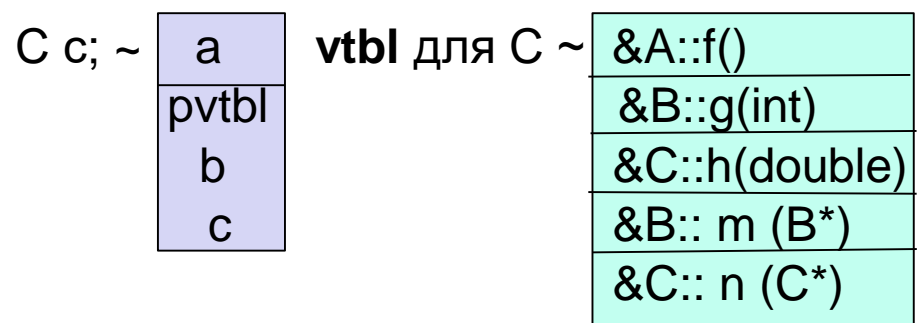 C c; ~ a vtbl для C ~ &A::f()
pvtbl &B::g(int)
b &C::h(double)
c &B:: m (B*)
&C:: n (C*)